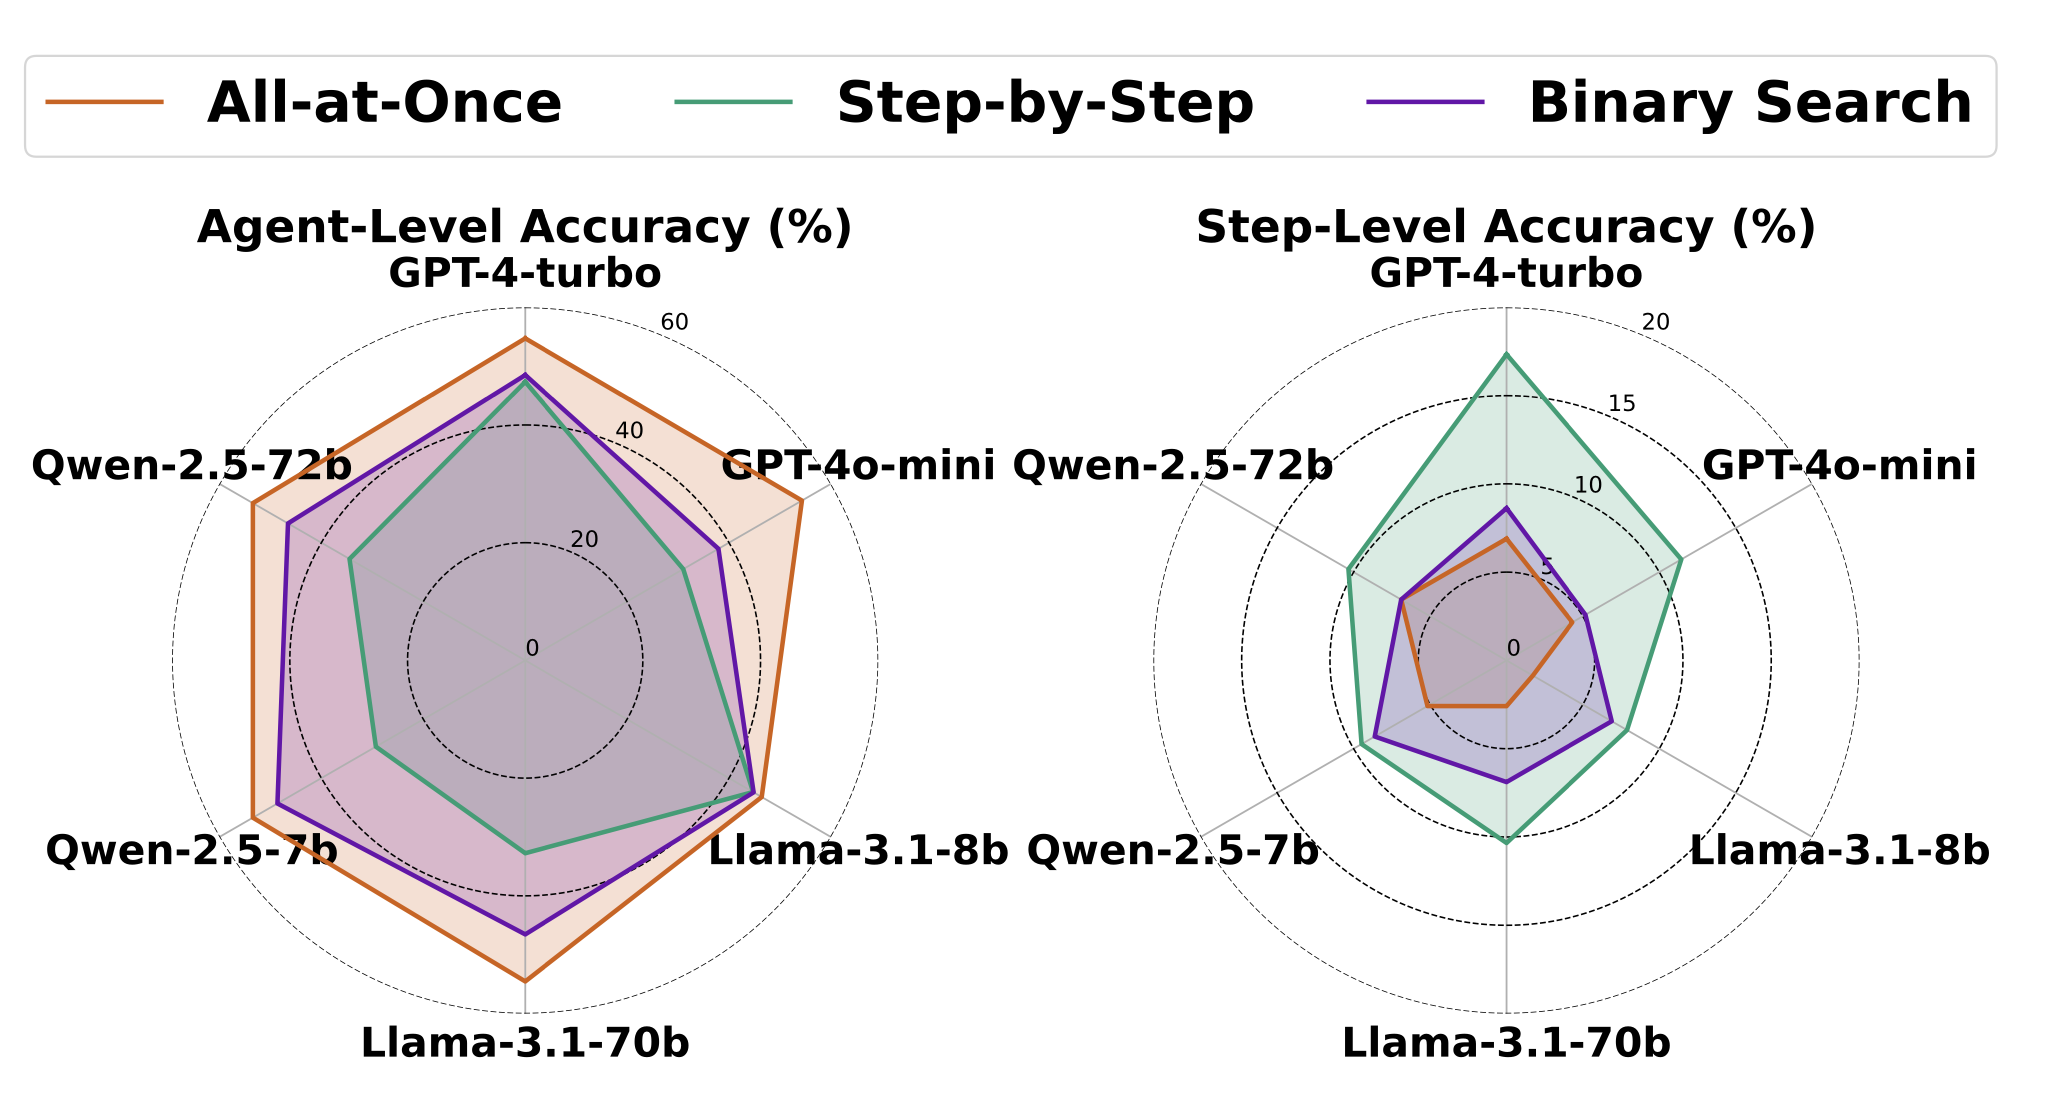 All-at-Once Step-by-Step Binary Search
Agent-Level Accuracy (%)
GPT-4-turbo
60
40
Qwen-2.5-72b
GPT-4o-mini
20
0
Qwen-2.5-7b
Llama-3.1-8b
Llama-3.1-70b
Step-Level Accuracy (%)
GPT-4-turbo
20
15
Qwen-2.5-72b
GPT-4o-mini
10
5
0
Qwen-2.5-7b
Llama-3.1-8b
Llama-3.1-70b